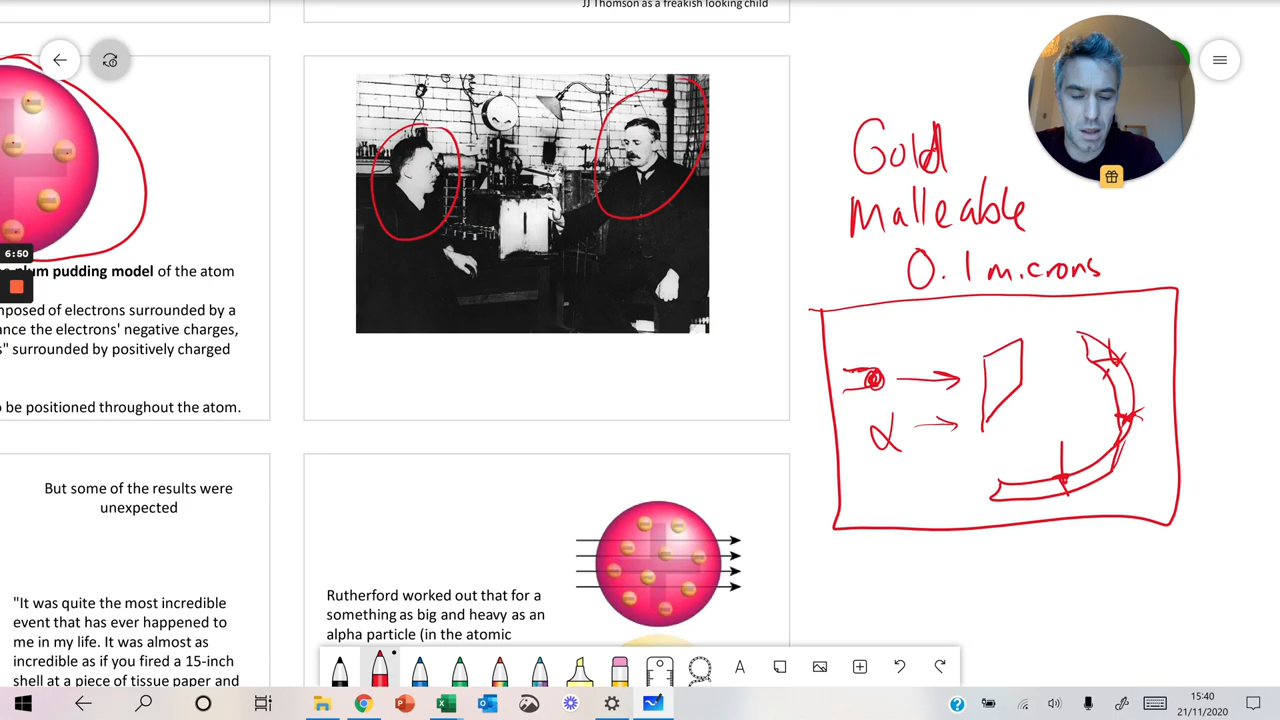 JJ Thomson as a freakish looking child
6:50
plum pudding model of the atom
mposed of electrons surrounded by a
ance the electrons' negative charges,
s" surrounded by positively charged
o be positioned throughout the atom.
Gold
Malleable
0.1 microns
α
But some of the results were
unexpected
"It was quite the most incredible
event that has ever happened to
me in my life. It was almost as
incredible as if you fired a 15-inch
shell at a piece of tissue paper and
Rutherford worked out that for a
something as big and heavy as an
alpha particle (in the atomic
A
15:40
21/11/2020